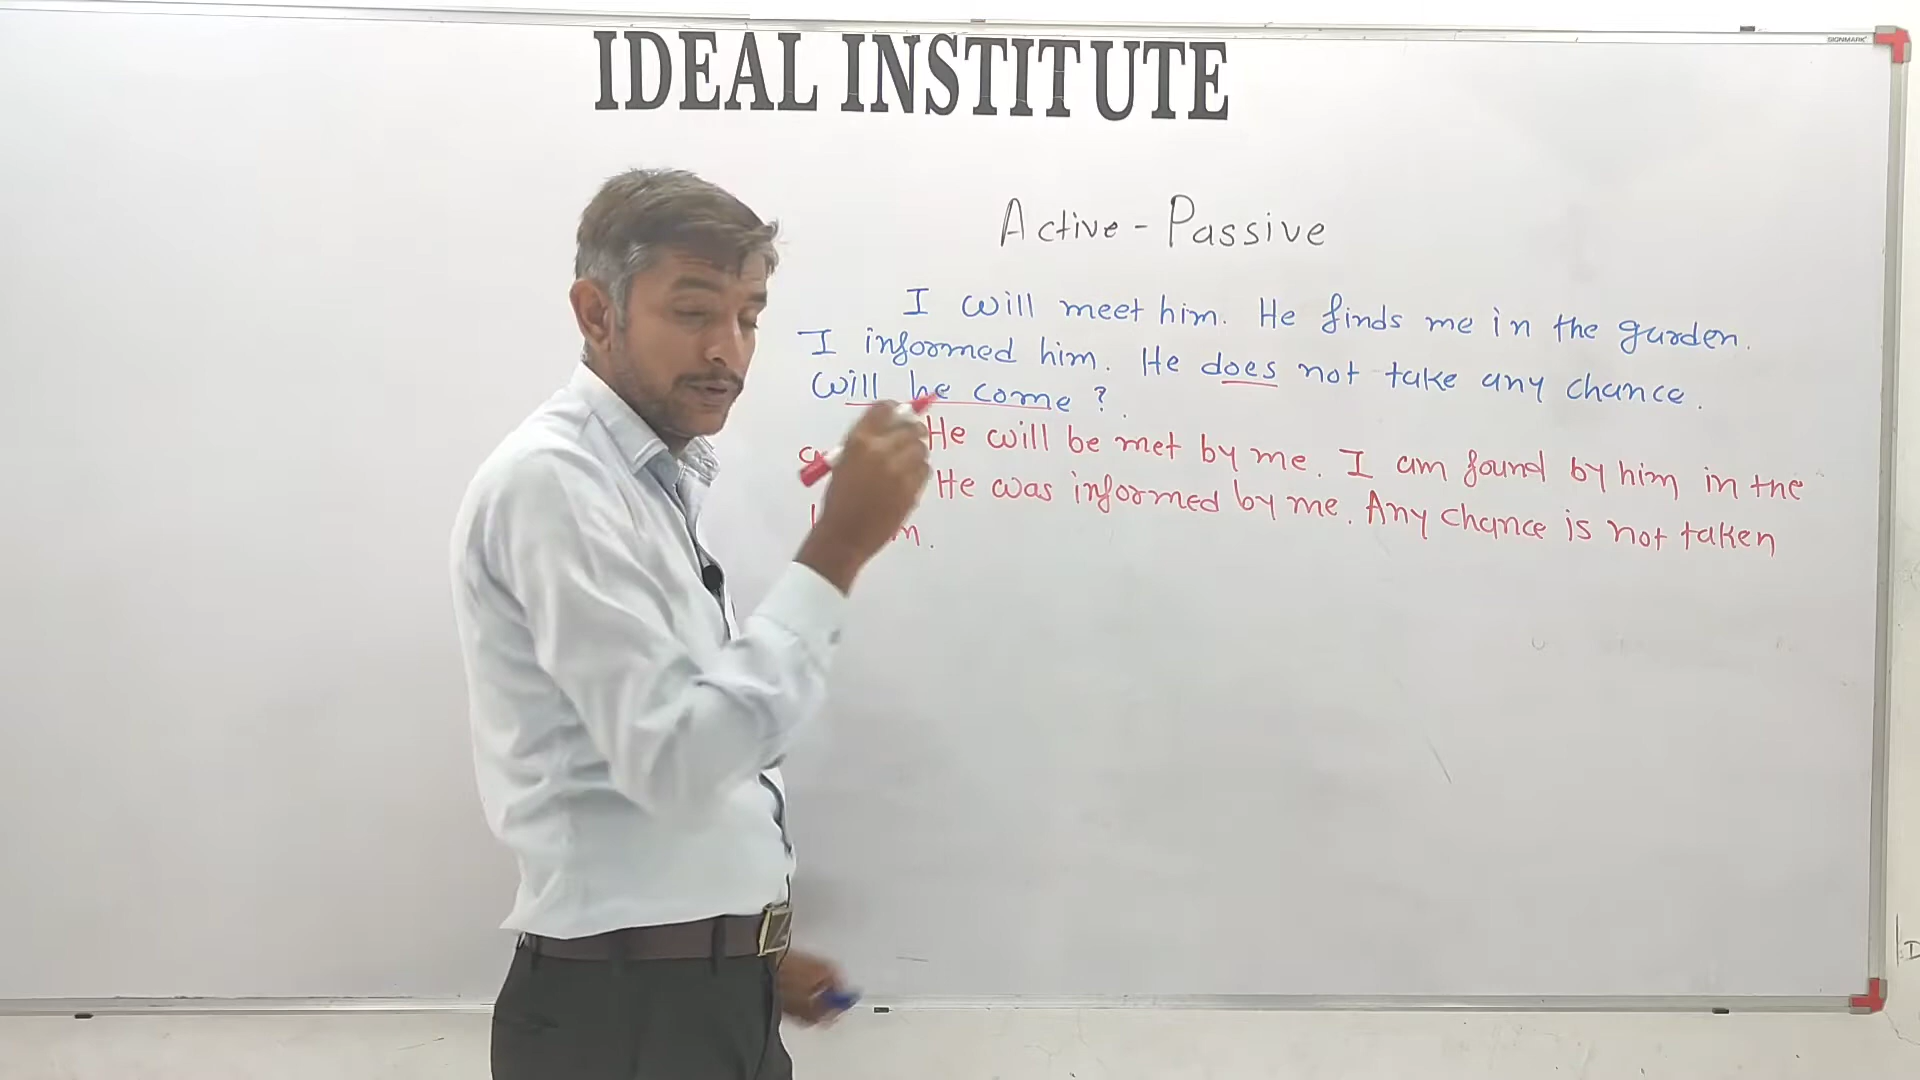 SIGNMARK
IDEAL INSTITUTE
Active - Passive
I will meet him. He finds me in the garden.
I informed him. He does not take any chance.
Will he come ?
He will be met by me. I am found by him in the
He was informed by me. Any chance is not taken